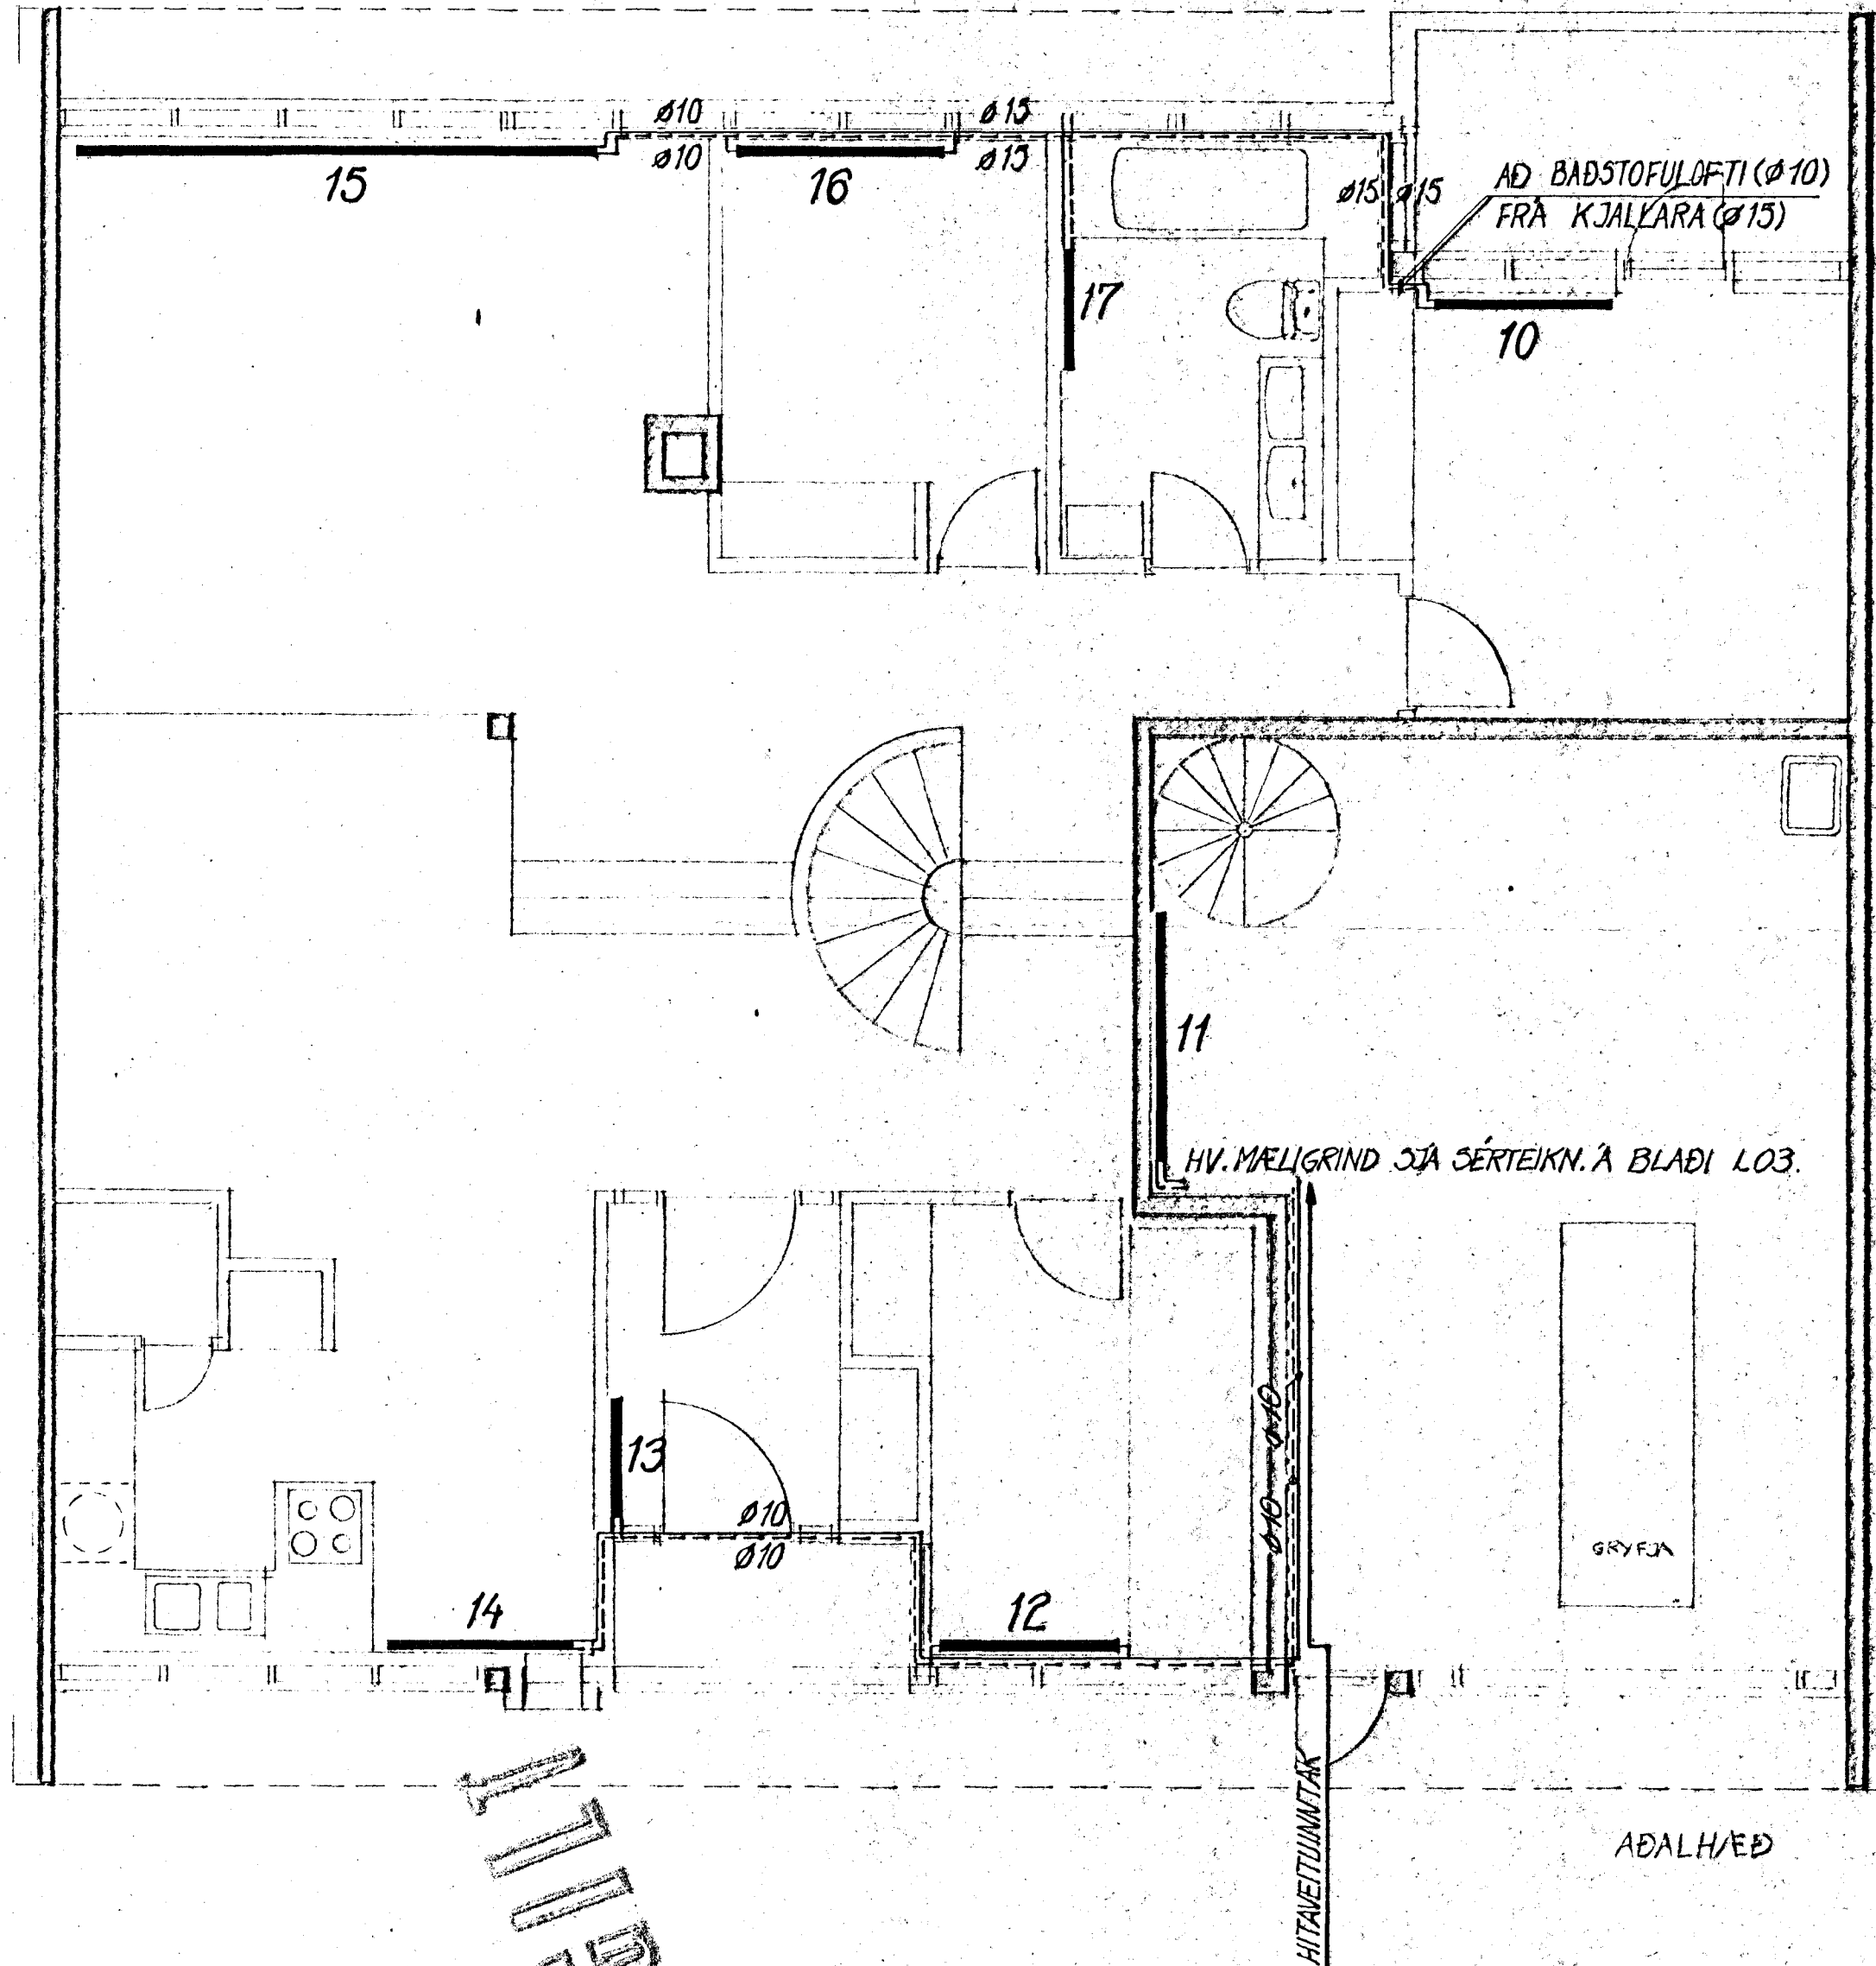 ø10
ø15
ø10
ø15
15
16
ø15 ø15
AÐ BAÐSTOFULOFTI (ø10)
FRÁ KJALLARA (ø15)
17
10
11
HV. MÆLIGRIND SJÁ SÉRTEIKN. Á BLAÐI L03.
13
ø10
ø10
ø10
ø10
ø10
GRYFJA
14
12
HITAVEITUINNTAK
AÐALHÆÐ